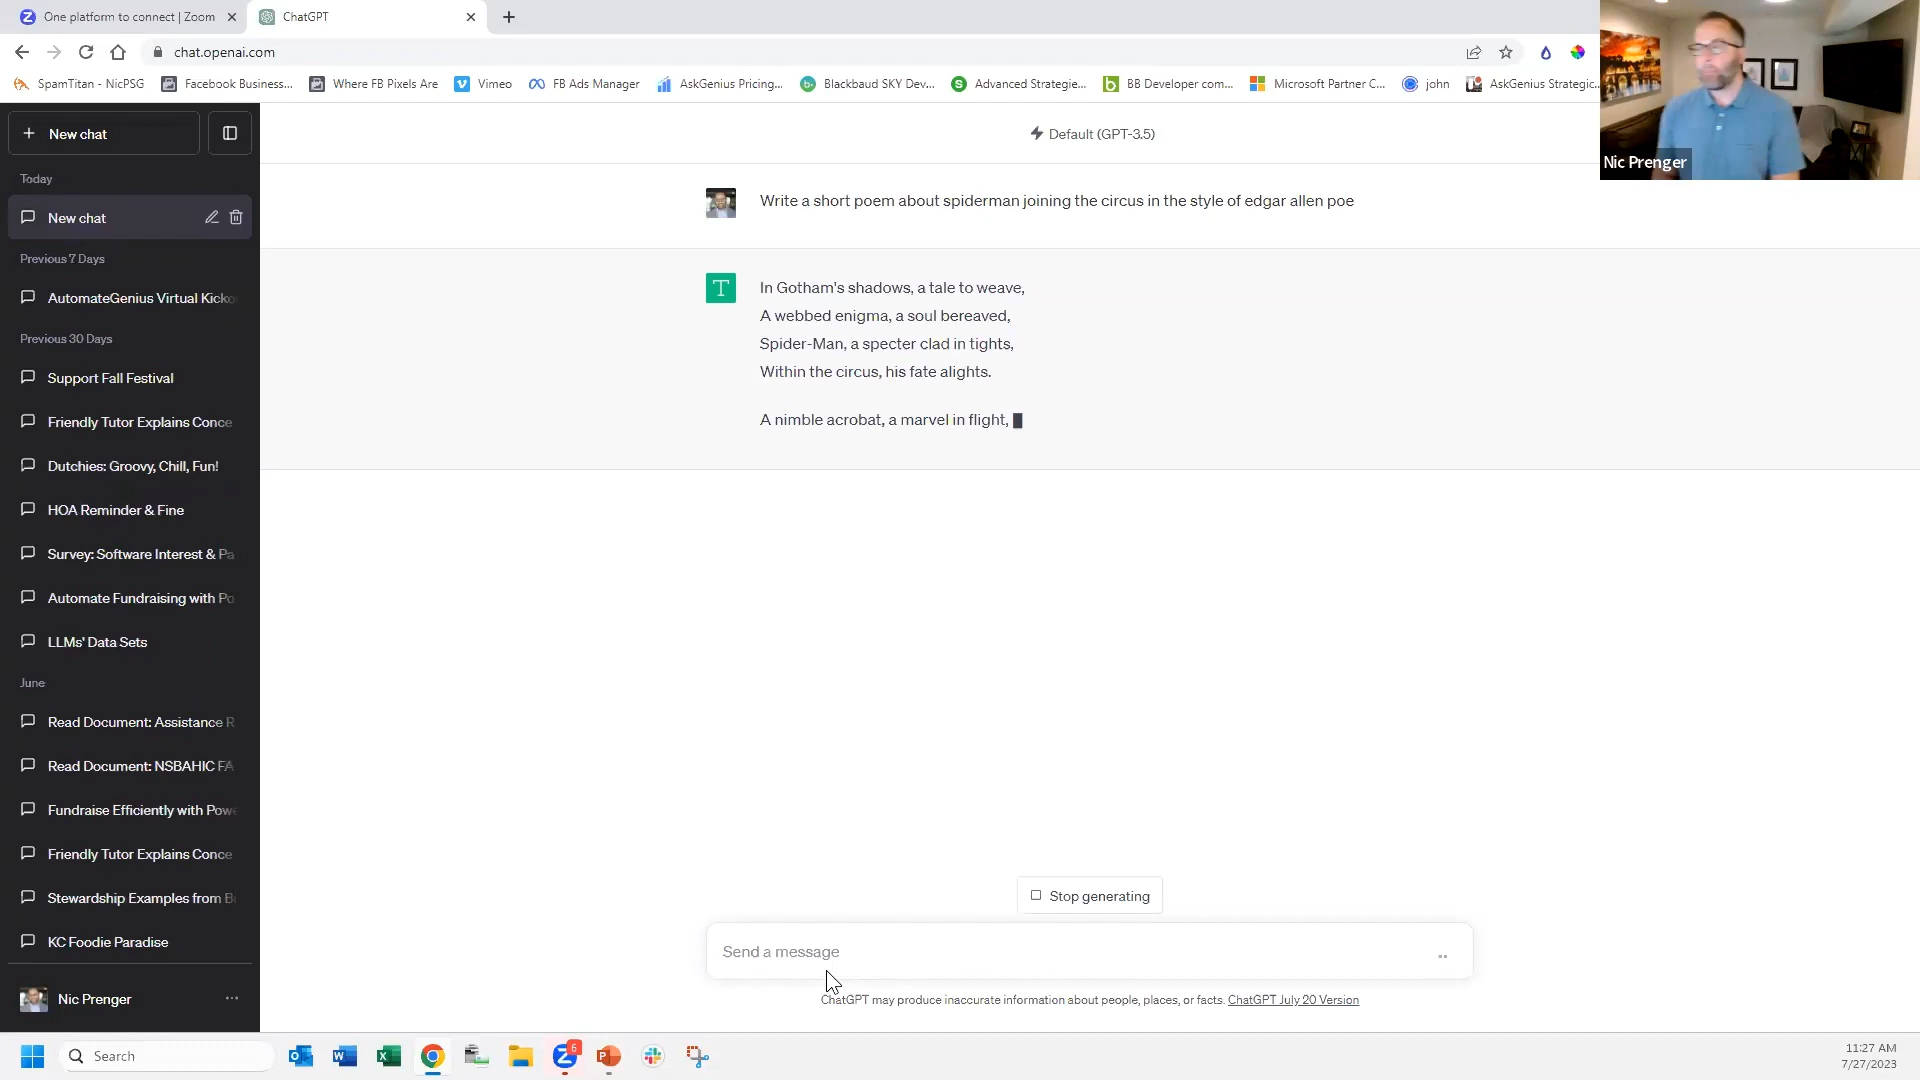 One platform to connect | Zoom
ChatGPT
chat.openai.com
SpamTitan - NicPSG
Facebook Business...
Where FB Pixels Are
Vimeo
FB Ads Manager
AskGenius Pricing...
Blackbaud SKY Dev...
Advanced Strategie...
BB Developer com...
Microsoft Partner C...
john
AskGenius Strategic...
Nic Prenger
New chat
Default (GPT-3.5)
Today
New chat
Previous 7 Days
AutomateGenius Virtual Kicko
Previous 30 Days
Support Fall Festival
Friendly Tutor Explains Conce
Dutchies: Groovy, Chill, Fun!
HOA Reminder & Fine
Survey: Software Interest & Pa
Automate Fundraising with Po
LLMs' Data Sets
June
Read Document: Assistance R
Read Document: NSBAHIC FA
Fundraise Efficiently with Powe
Friendly Tutor Explains Conce
Stewardship Examples from Bi
KC Foodie Paradise
Nic Prenger
Write a short poem about spiderman joining the circus in the style of edgar allen poe
In Gotham's shadows, a tale to weave,
A webbed enigma, a soul bereaved,
Spider-Man, a specter clad in tights,
Within the circus, his fate alights.
A nimble acrobat, a marvel in flight,
Stop generating
Send a message
ChatGPT may produce inaccurate information about people, places, or facts. ChatGPT July 20 Version
Search
6
11:27 AM
7/27/2023